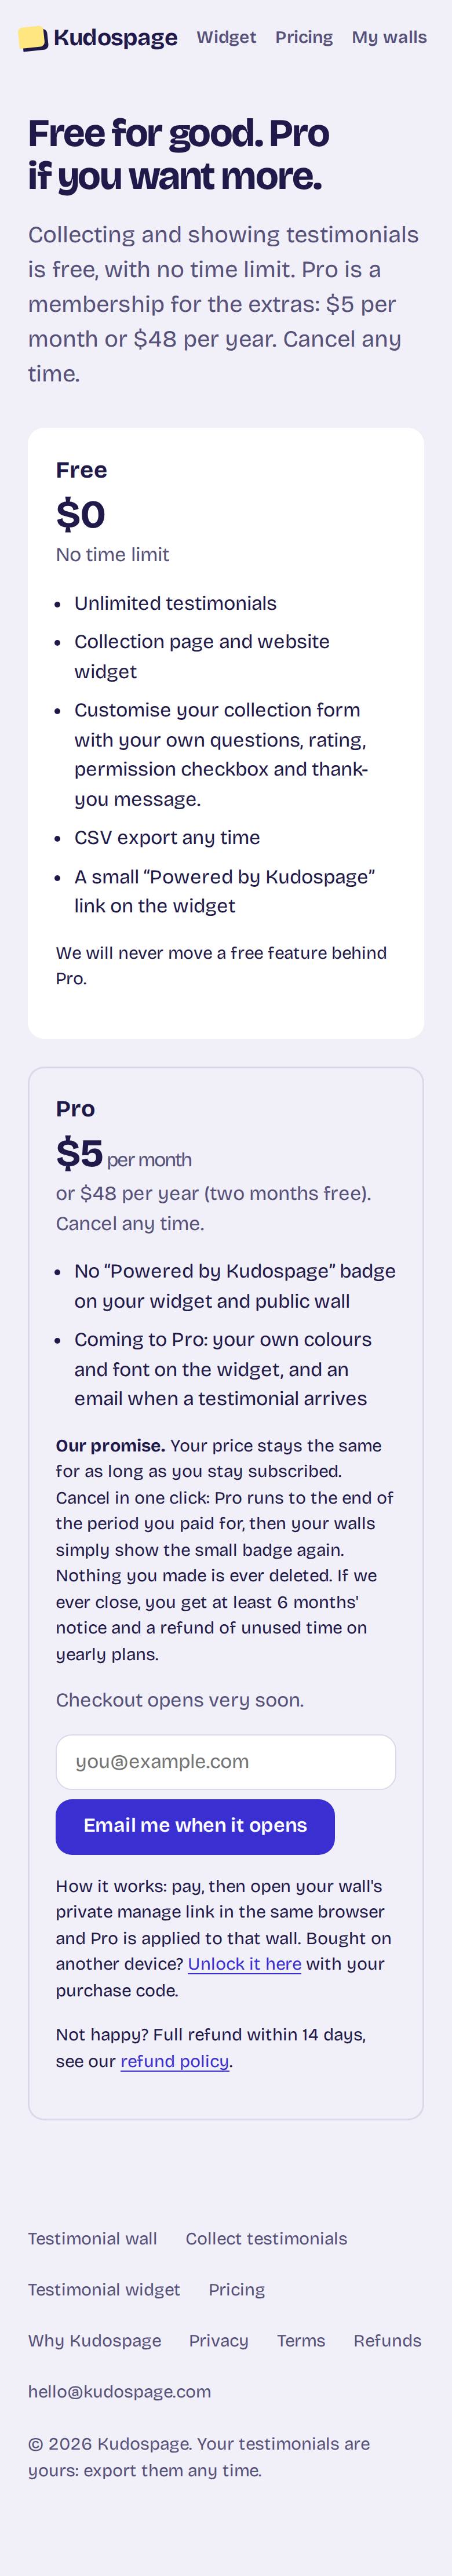 Kudospage Widget Pricing My walls
Free for good. Pro
if you want more.
Collecting and showing testimonials
is free, with no time limit. Pro is a
membership for the extras: $5 per
month or $48 per year. Cancel any
time.
Free
$0
No time limit
• Unlimited testimonials
• Collection page and website
widget
• Customise your collection form
with your own questions, rating,
permission checkbox and thank-
you message.
• CSV export any time
• A small “Powered by Kudospage”
link on the widget
We will never move a free feature behind
Pro.
Pro
$5 per month
or $48 per year (two months free).
Cancel any time.
• No “Powered by Kudospage” badge
on your widget and public wall
• Coming to Pro: your own colours
and font on the widget, and an
email when a testimonial arrives
Our promise. Your price stays the same
for as long as you stay subscribed.
Cancel in one click: Pro runs to the end of
the period you paid for, then your walls
simply show the small badge again.
Nothing you made is ever deleted. If we
ever close, you get at least 6 months'
notice and a refund of unused time on
yearly plans.
Checkout opens very soon.
you@example.com
Email me when it opens
How it works: pay, then open your wall's
private manage link in the same browser
and Pro is applied to that wall. Bought on
another device? Unlock it here with your
purchase code.
Not happy? Full refund within 14 days,
see our refund policy.
Testimonial wall Collect testimonials
Testimonial widget Pricing
Why Kudospage Privacy Terms Refunds
hello@kudospage.com
© 2026 Kudospage. Your testimonials are
yours: export them any time.